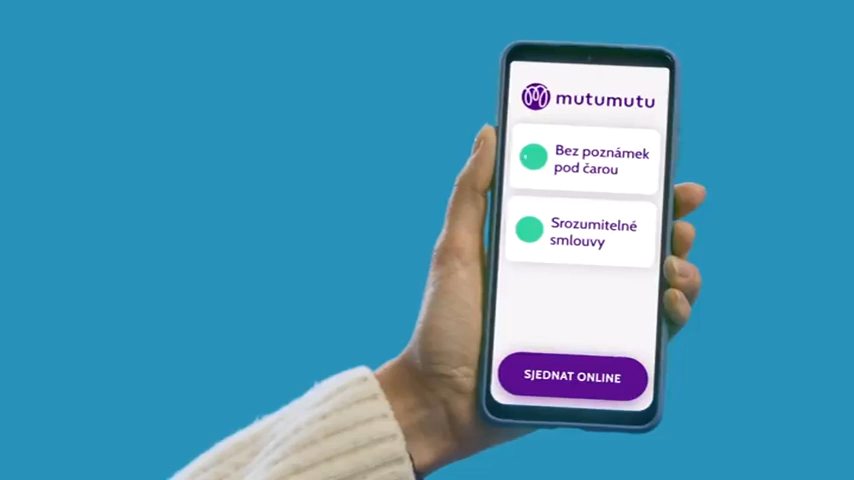 mutumutu
Bez poznámek
pod čarou
Srozumitelné
smlouvy
SJEDNAT ONLINE